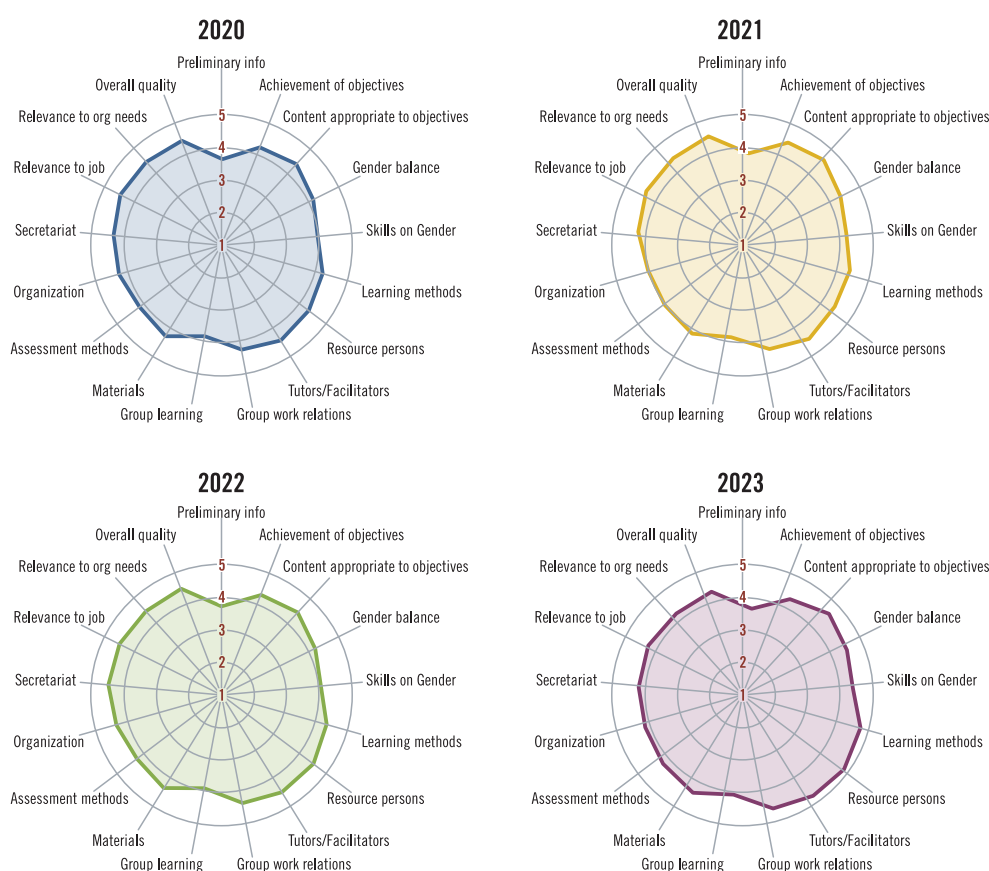 2020
Preliminary info
Overall quality
Achievement of objectives
Relevance to org needs
5
Content appropriate to objectives
4
Relevance to job
Gender balance
3
2
Secretariat
Skills on Gender
1
Organization
Learning methods
Assessment methods
Resource persons
Materials
Tutors/Facilitators
Group learning
Group work relations
2021
Preliminary info
Overall quality
Achievement of objectives
Relevance to org needs
5
Content appropriate to objectives
4
Relevance to job
Gender balance
3
2
Secretariat
Skills on Gender
1
Organization
Learning methods
Assessment methods
Resource persons
Materials
Tutors/Facilitators
Group learning
Group work relations
2022
Preliminary info
Overall quality
Achievement of objectives
Relevance to org needs
5
Content appropriate to objectives
4
Relevance to job
Gender balance
3
2
Secretariat
Skills on Gender
1
Organization
Learning methods
Assessment methods
Resource persons
Materials
Tutors/Facilitators
Group learning
Group work relations
2023
Preliminary info
Overall quality
Achievement of objectives
Relevance to org needs
5
Content appropriate to objectives
4
Relevance to job
Gender balance
3
2
Secretariat
Skills on Gender
1
Organization
Learning methods
Assessment methods
Resource persons
Materials
Tutors/Facilitators
Group learning
Group work relations